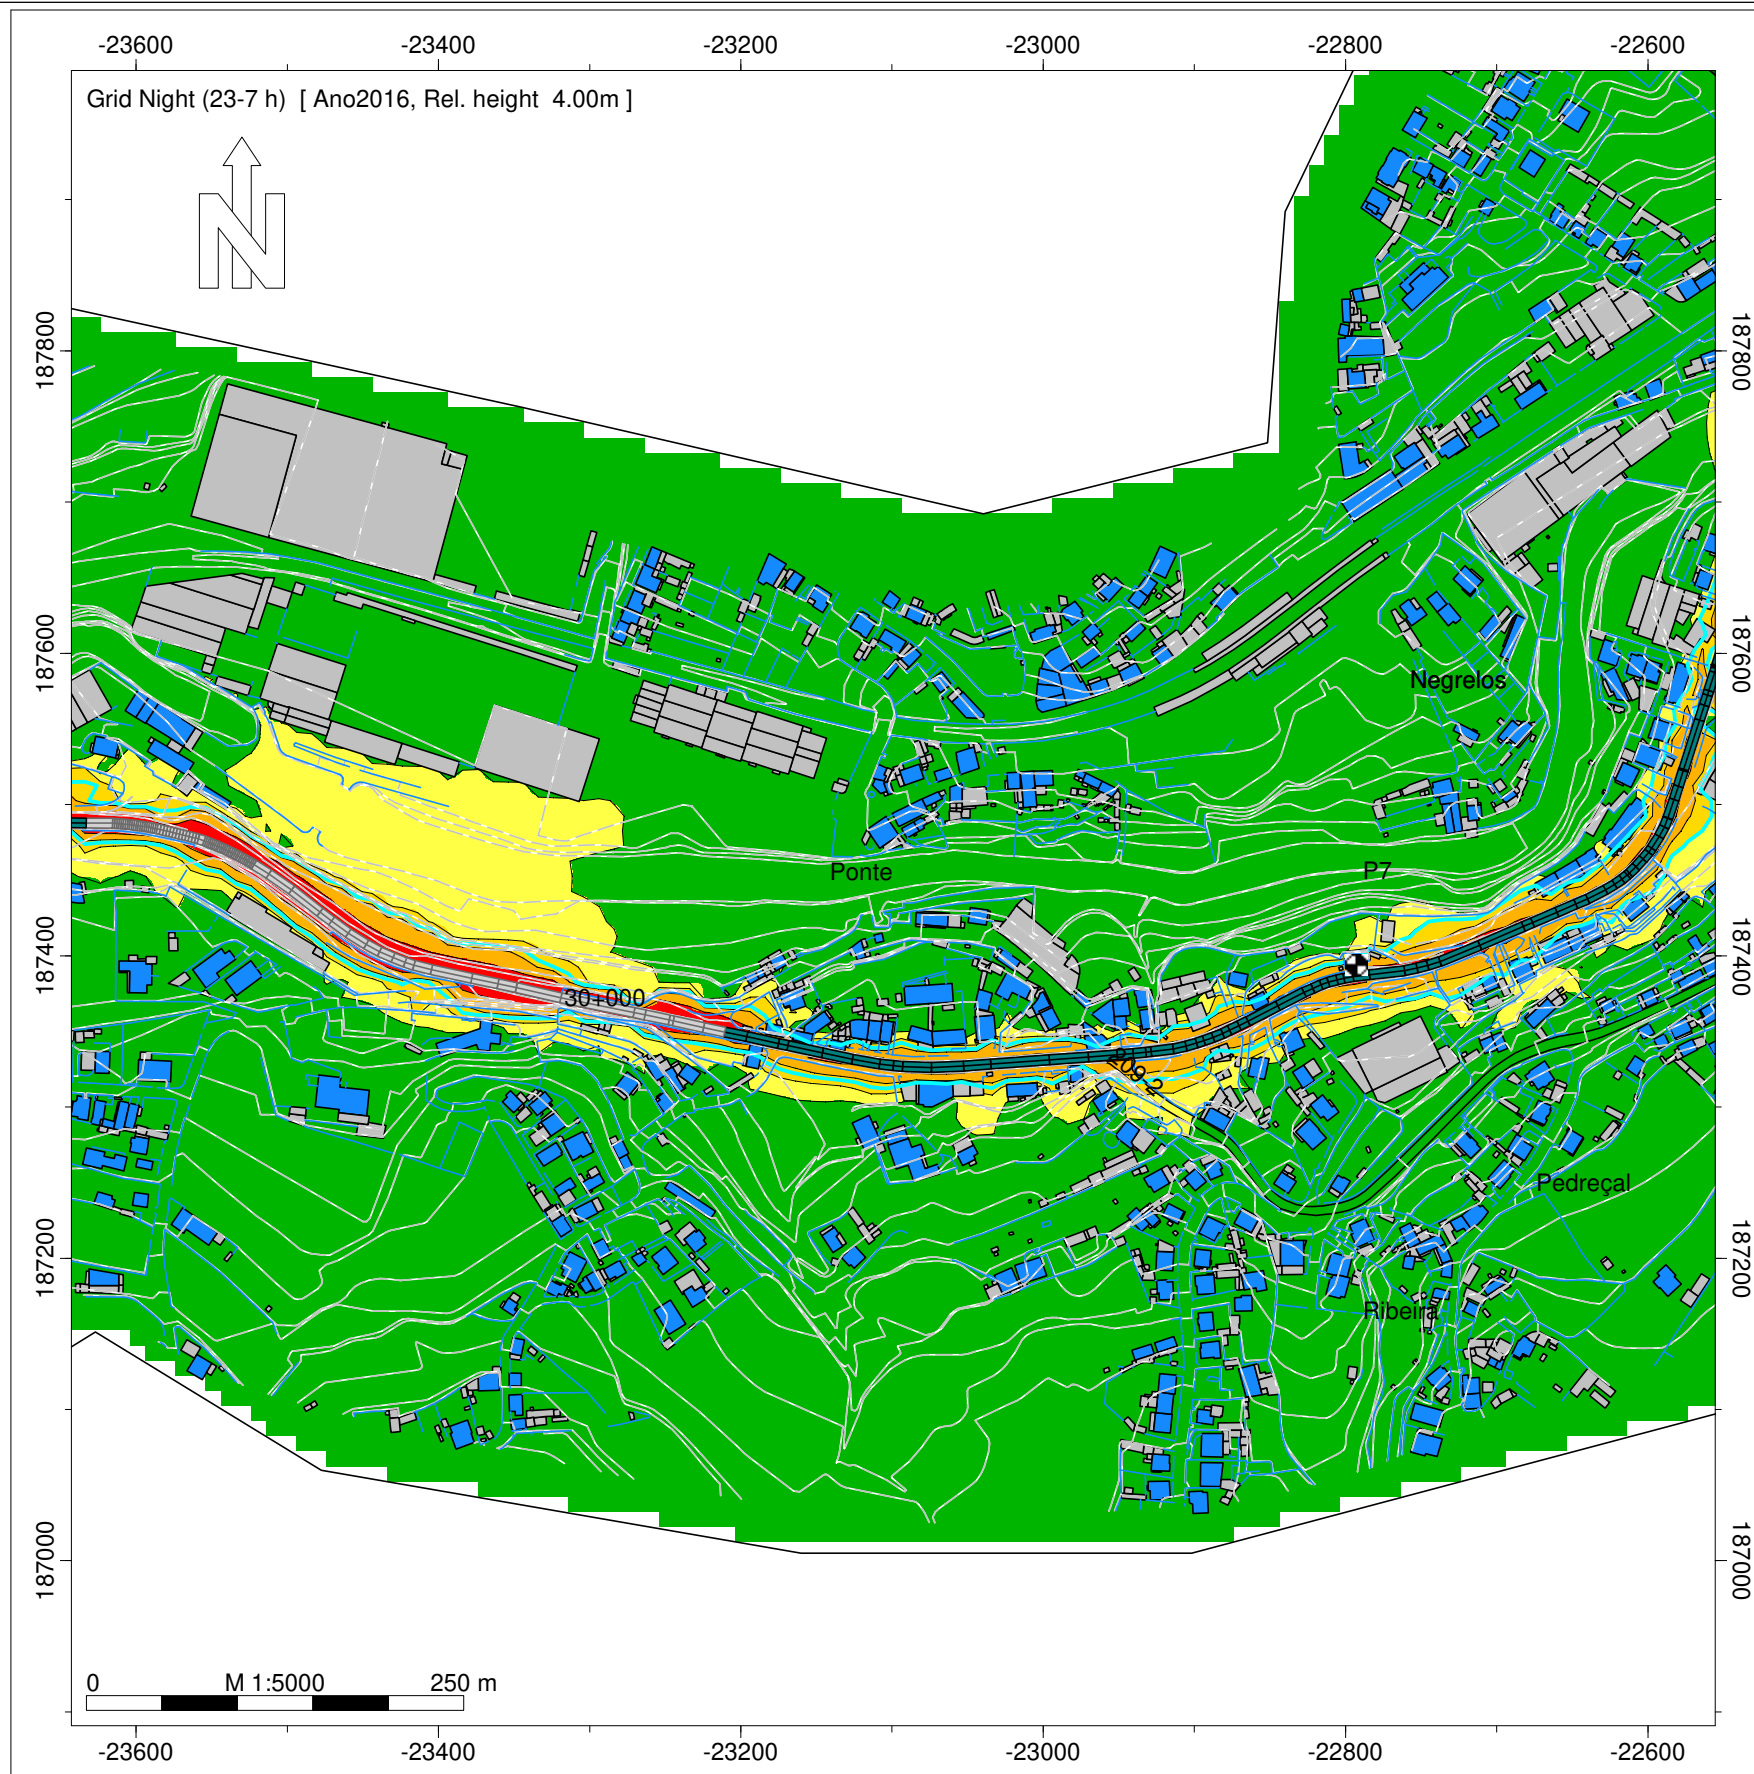 -23600 -23400 -23200 -23000 -22800 -22600
Grid Night (23-7 h) [ Ano2016, Rel. height 4.00m ]
N
187800 187800
187600 187600
Negrelos
Ponte P7
187400 187400
30+000
209.2
Pedreçal
187200 187200
Ribeira
187000 187000
0 M 1:5000 250 m
-23600 -23400 -23200 -23000 -22800 -22600